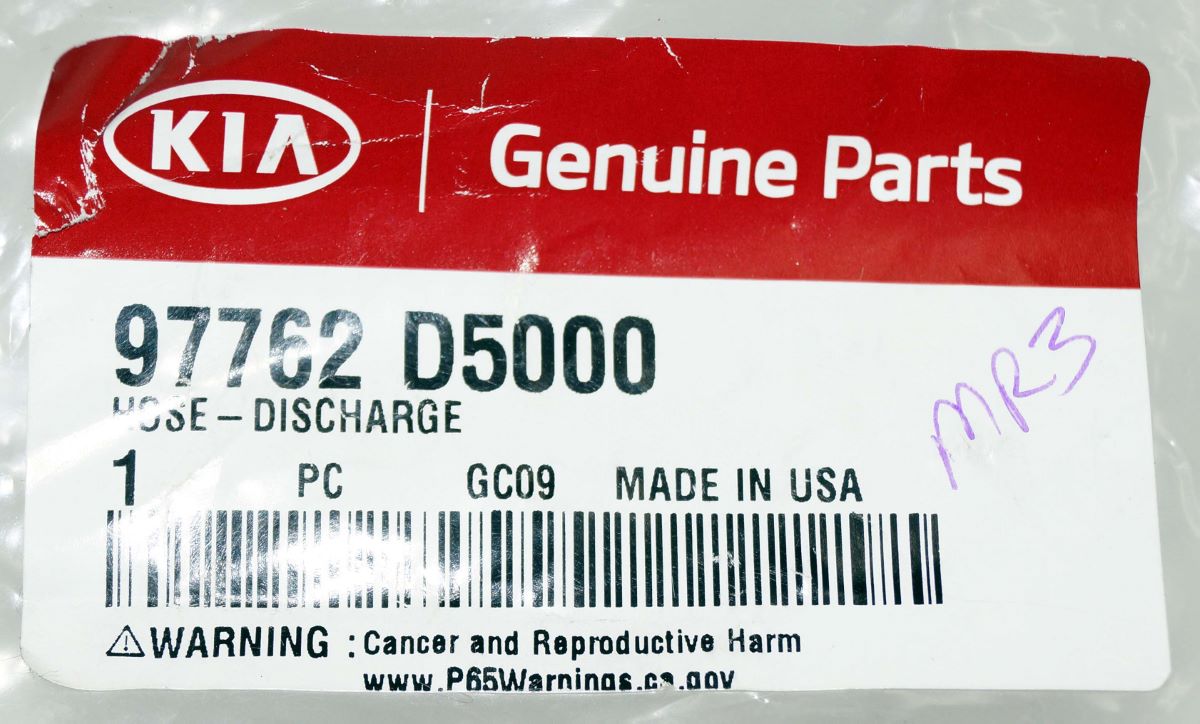 KIA Genuine Parts
97762 D5000
HOSE – DISCHARGE
1 PC GC09 MADE IN USA
MR3
⚠WARNING : Cancer and Reproductive Harm
www.P65Warnings.ca.gov